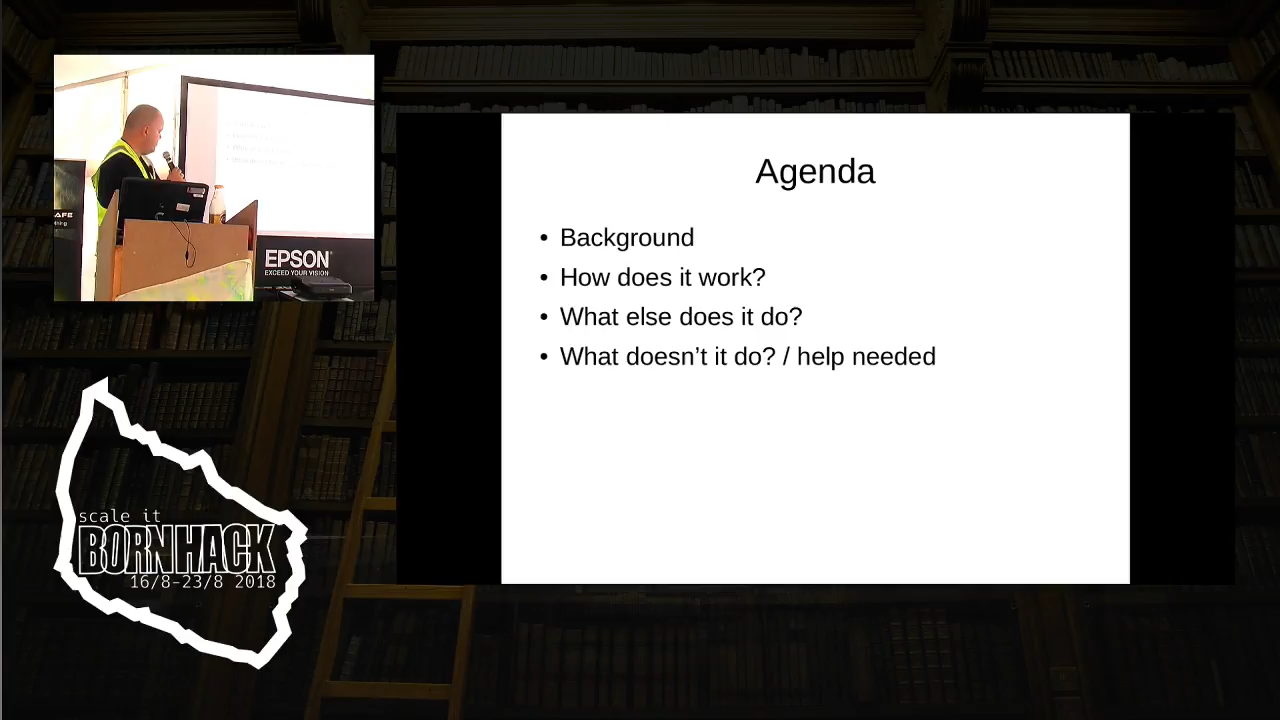 AFE
EPSON
EXCEED YOUR VISION
scale it
BORNHACK
16/8-23/8 2018
Agenda
• Background
• How does it work?
• What else does it do?
• What doesn’t it do? / help needed